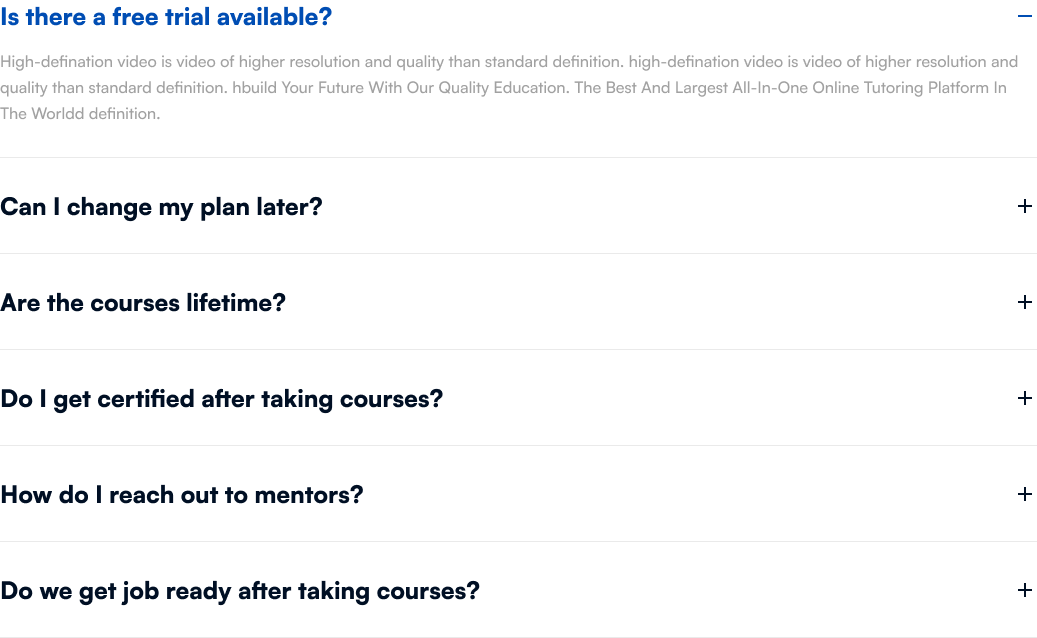 Is there a free trial available?
High-defination video is video of higher resolution and quality than standard definition. high-defination video is video of higher resolution and
quality than standard definition. hbuild Your Future With Our Quality Education. The Best And Largest All-In-One Online Tutoring Platform In
The Worldd definition.
Can I change my plan later?
Are the courses lifetime?
Do I get certified after taking courses?
How do I reach out to mentors?
Do we get job ready after taking courses?